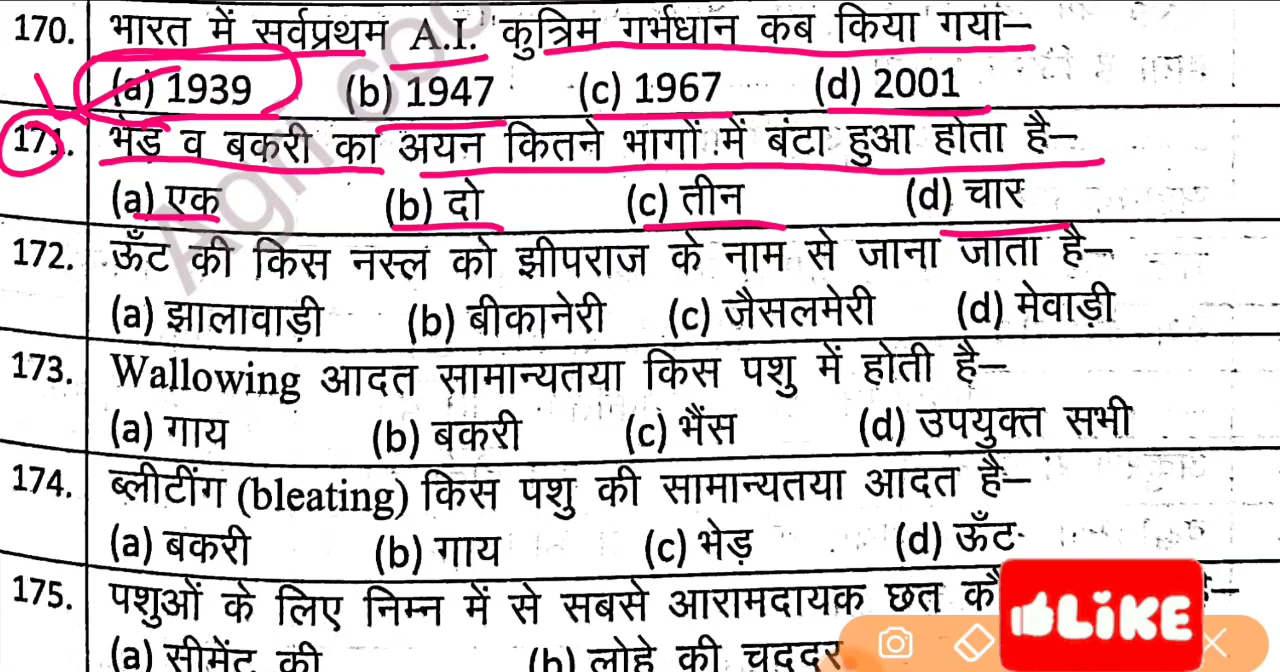 170. भारत में सर्वप्रथम A.I. कुत्रिम गर्भधान कब किया गया–
(a) 1939 (b) 1947 (c) 1967 (d) 2001
171. भेड़ व बकरी का अयन कितने भागों में बंटा हुआ होता है–
(a) एक (b) दो (c) तीन (d) चार
172. ऊँट की किस नस्ल को झीपराज के नाम से जाना जाता है–
(a) झालावाड़ी (b) बीकानेरी (c) जैसलमेरी (d) मेवाड़ी
173. Wallowing आदत सामान्यतया किस पशु में होती है–
(a) गाय (b) बकरी (c) भैंस (d) उपयुक्त सभी
174. ब्लीटींग (bleating) किस पशु की सामान्यतया आदत है–
(a) बकरी (b) गाय (c) भेड़ (d) ऊँट
175. पशुओं के लिए निम्न में से सबसे आरामदायक छत
(a) सीमेंट की (b) लोहे की चद्दर
LiKE
Agri